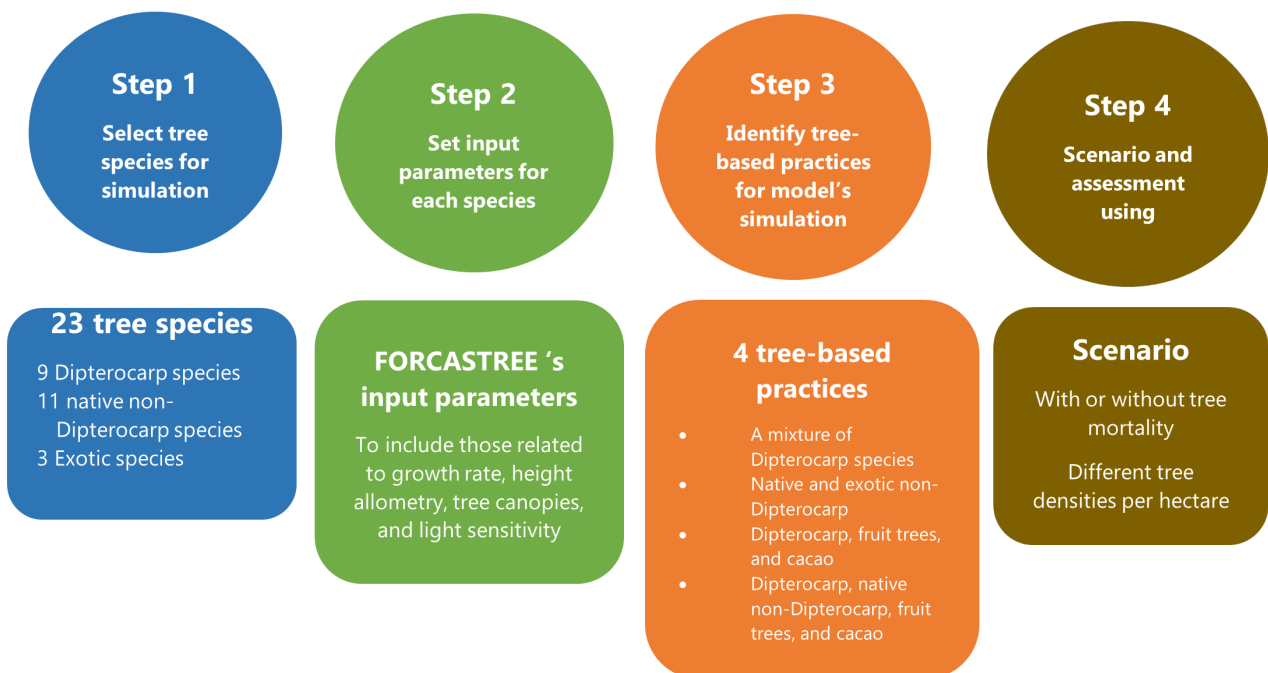 Step 1
Select tree
species for
simulation
Step 2
Set input
parameters for
each species
Step 3
Identify tree-
based practices
for model’s
simulation
Step 4
Scenario and
assessment
using
23 tree species
9 Dipterocarp species
11 native non-
Dipterocarp species
3 Exotic species
FORCASTREE ‘s
input parameters
To include those related
to growth rate, height
allometry, tree canopies,
and light sensitivity
4 tree-based
practices
• A mixture of
Dipterocarp species
• Native and exotic non-
Dipterocarp
• Dipterocarp, fruit trees,
and cacao
• Dipterocarp, native
non-Dipterocarp, fruit
trees, and cacao
Scenario
With or without tree
mortality
Different tree
densities per hectare